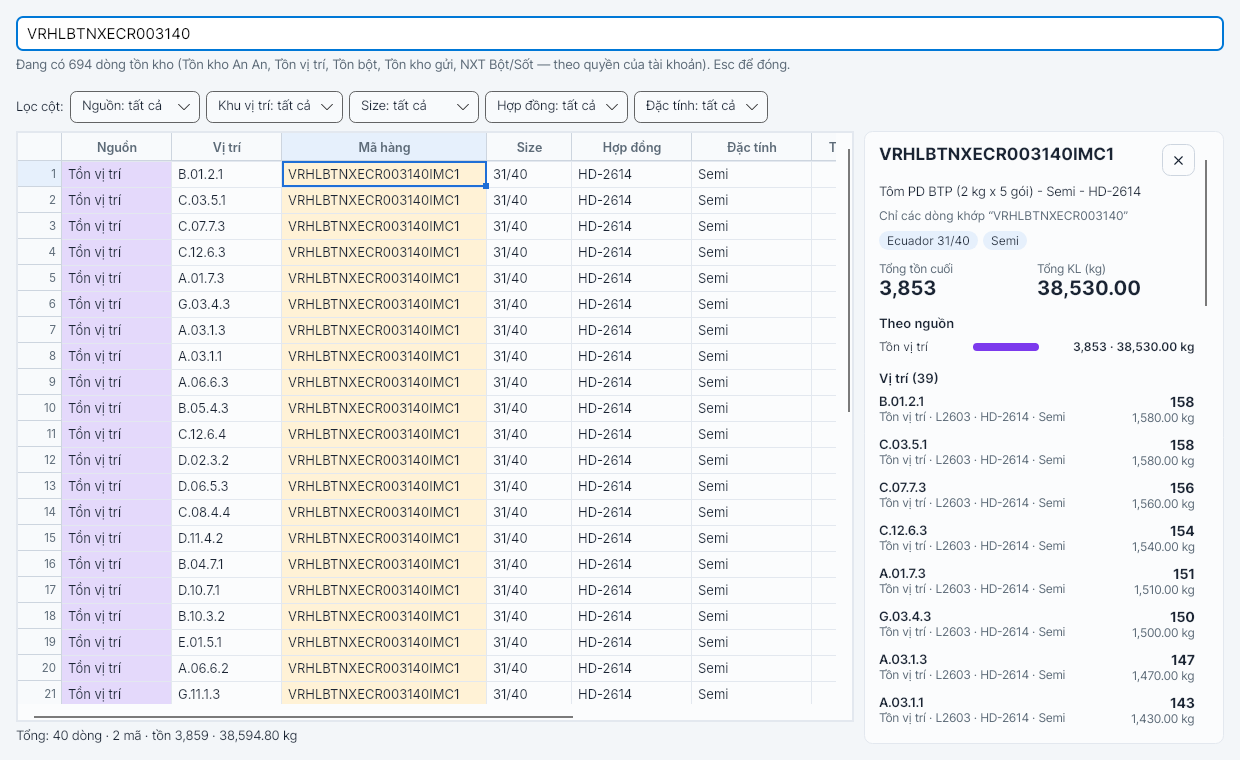 VRHLBTNXECR003140
Đang có 694 dòng tồn kho (Tồn kho An An, Tồn vị trí, Tồn bột, Tồn kho gửi, NXT Bột/Sốt — theo quyền của tài khoản). Esc để đóng.
Lọc cột: Nguồn: tất cả Khu vị trí: tất cả Size: tất cả Hợp đồng: tất cả Đặc tính: tất cả
Nguồn Vị trí Mã hàng Size Hợp đồng Đặc tính T
1 Tồn vị trí B.01.2.1 VRHLBTNXECR003140IMC1 31/40 HD-2614 Semi
2 Tồn vị trí C.03.5.1 VRHLBTNXECR003140IMC1 31/40 HD-2614 Semi
3 Tồn vị trí C.07.7.3 VRHLBTNXECR003140IMC1 31/40 HD-2614 Semi
4 Tồn vị trí C.12.6.3 VRHLBTNXECR003140IMC1 31/40 HD-2614 Semi
5 Tồn vị trí A.01.7.3 VRHLBTNXECR003140IMC1 31/40 HD-2614 Semi
6 Tồn vị trí G.03.4.3 VRHLBTNXECR003140IMC1 31/40 HD-2614 Semi
7 Tồn vị trí A.03.1.3 VRHLBTNXECR003140IMC1 31/40 HD-2614 Semi
8 Tồn vị trí A.03.1.1 VRHLBTNXECR003140IMC1 31/40 HD-2614 Semi
9 Tồn vị trí A.06.6.3 VRHLBTNXECR003140IMC1 31/40 HD-2614 Semi
10 Tồn vị trí B.05.4.3 VRHLBTNXECR003140IMC1 31/40 HD-2614 Semi
11 Tồn vị trí C.12.6.4 VRHLBTNXECR003140IMC1 31/40 HD-2614 Semi
12 Tồn vị trí D.02.3.2 VRHLBTNXECR003140IMC1 31/40 HD-2614 Semi
13 Tồn vị trí D.06.5.3 VRHLBTNXECR003140IMC1 31/40 HD-2614 Semi
14 Tồn vị trí C.08.4.4 VRHLBTNXECR003140IMC1 31/40 HD-2614 Semi
15 Tồn vị trí D.11.4.2 VRHLBTNXECR003140IMC1 31/40 HD-2614 Semi
16 Tồn vị trí B.04.7.1 VRHLBTNXECR003140IMC1 31/40 HD-2614 Semi
17 Tồn vị trí D.10.7.1 VRHLBTNXECR003140IMC1 31/40 HD-2614 Semi
18 Tồn vị trí B.10.3.2 VRHLBTNXECR003140IMC1 31/40 HD-2614 Semi
19 Tồn vị trí E.01.5.1 VRHLBTNXECR003140IMC1 31/40 HD-2614 Semi
20 Tồn vị trí A.06.6.2 VRHLBTNXECR003140IMC1 31/40 HD-2614 Semi
21 Tồn vị trí G.11.1.3 VRHLBTNXECR003140IMC1 31/40 HD-2614 Semi
Tổng: 40 dòng · 2 mã · tồn 3,859 · 38,594.80 kg
VRHLBTNXECR003140IMC1
Tôm PD BTP (2 kg x 5 gói) - Semi - HD-2614
Chỉ các dòng khớp “VRHLBTNXECR003140”
Ecuador 31/40 Semi
Tổng tồn cuối Tổng KL (kg)
3,853 38,530.00
Theo nguồn
Tồn vị trí 3,853 · 38,530.00 kg
Vị trí (39)
B.01.2.1 158
Tồn vị trí · L2603 · HD-2614 · Semi 1,580.00 kg
C.03.5.1 158
Tồn vị trí · L2603 · HD-2614 · Semi 1,580.00 kg
C.07.7.3 156
Tồn vị trí · L2603 · HD-2614 · Semi 1,560.00 kg
C.12.6.3 154
Tồn vị trí · L2603 · HD-2614 · Semi 1,540.00 kg
A.01.7.3 151
Tồn vị trí · L2603 · HD-2614 · Semi 1,510.00 kg
G.03.4.3 150
Tồn vị trí · L2603 · HD-2614 · Semi 1,500.00 kg
A.03.1.3 147
Tồn vị trí · L2603 · HD-2614 · Semi 1,470.00 kg
A.03.1.1 143
Tồn vị trí · L2603 · HD-2614 · Semi 1,430.00 kg